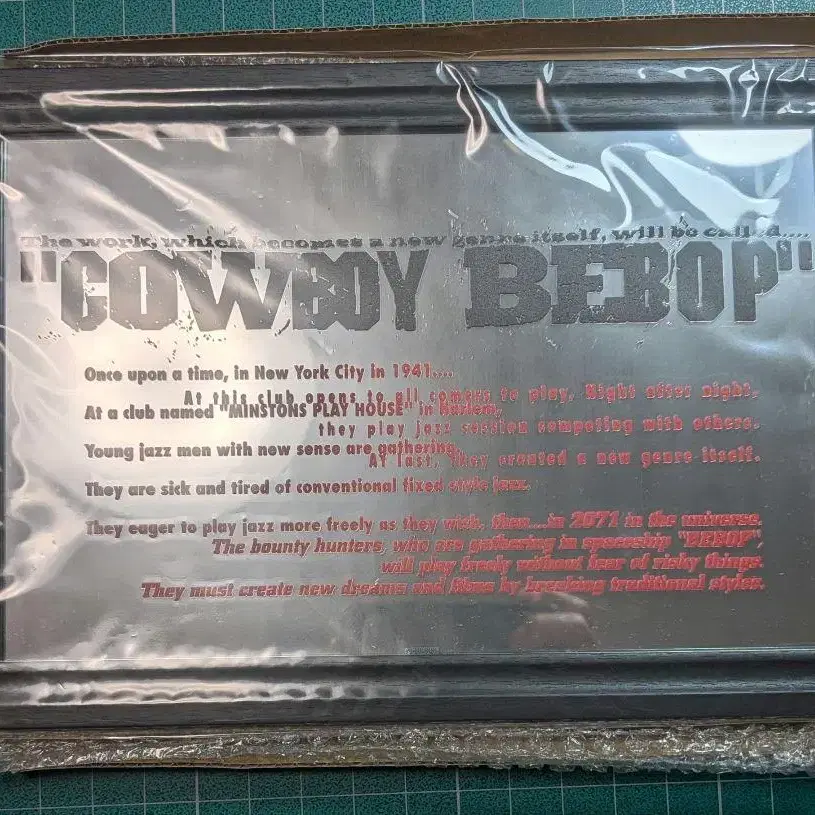 The work, which becomes a new genre itself, will be called....
"COWBOY BEBOP"
Once upon a time, in New York City in 1941....
At this club opens to all comers to play. Night after night,
At a club named "MINSTONS PLAY HOUSE" in Harlem,
they play jazz session competing with others.
Young jazz men with new sense are gathering.
At last, they created a new genre itself.
They are sick and tired of conventional fixed style jazz.
They eager to play jazz more freely as they wish. then....in 2071 in the universe.
The bounty hunters, who are gathering in spaceship "BEBOP",
will play freely without fear of risky things.
They must create new dreams and films by breaking traditional styles.